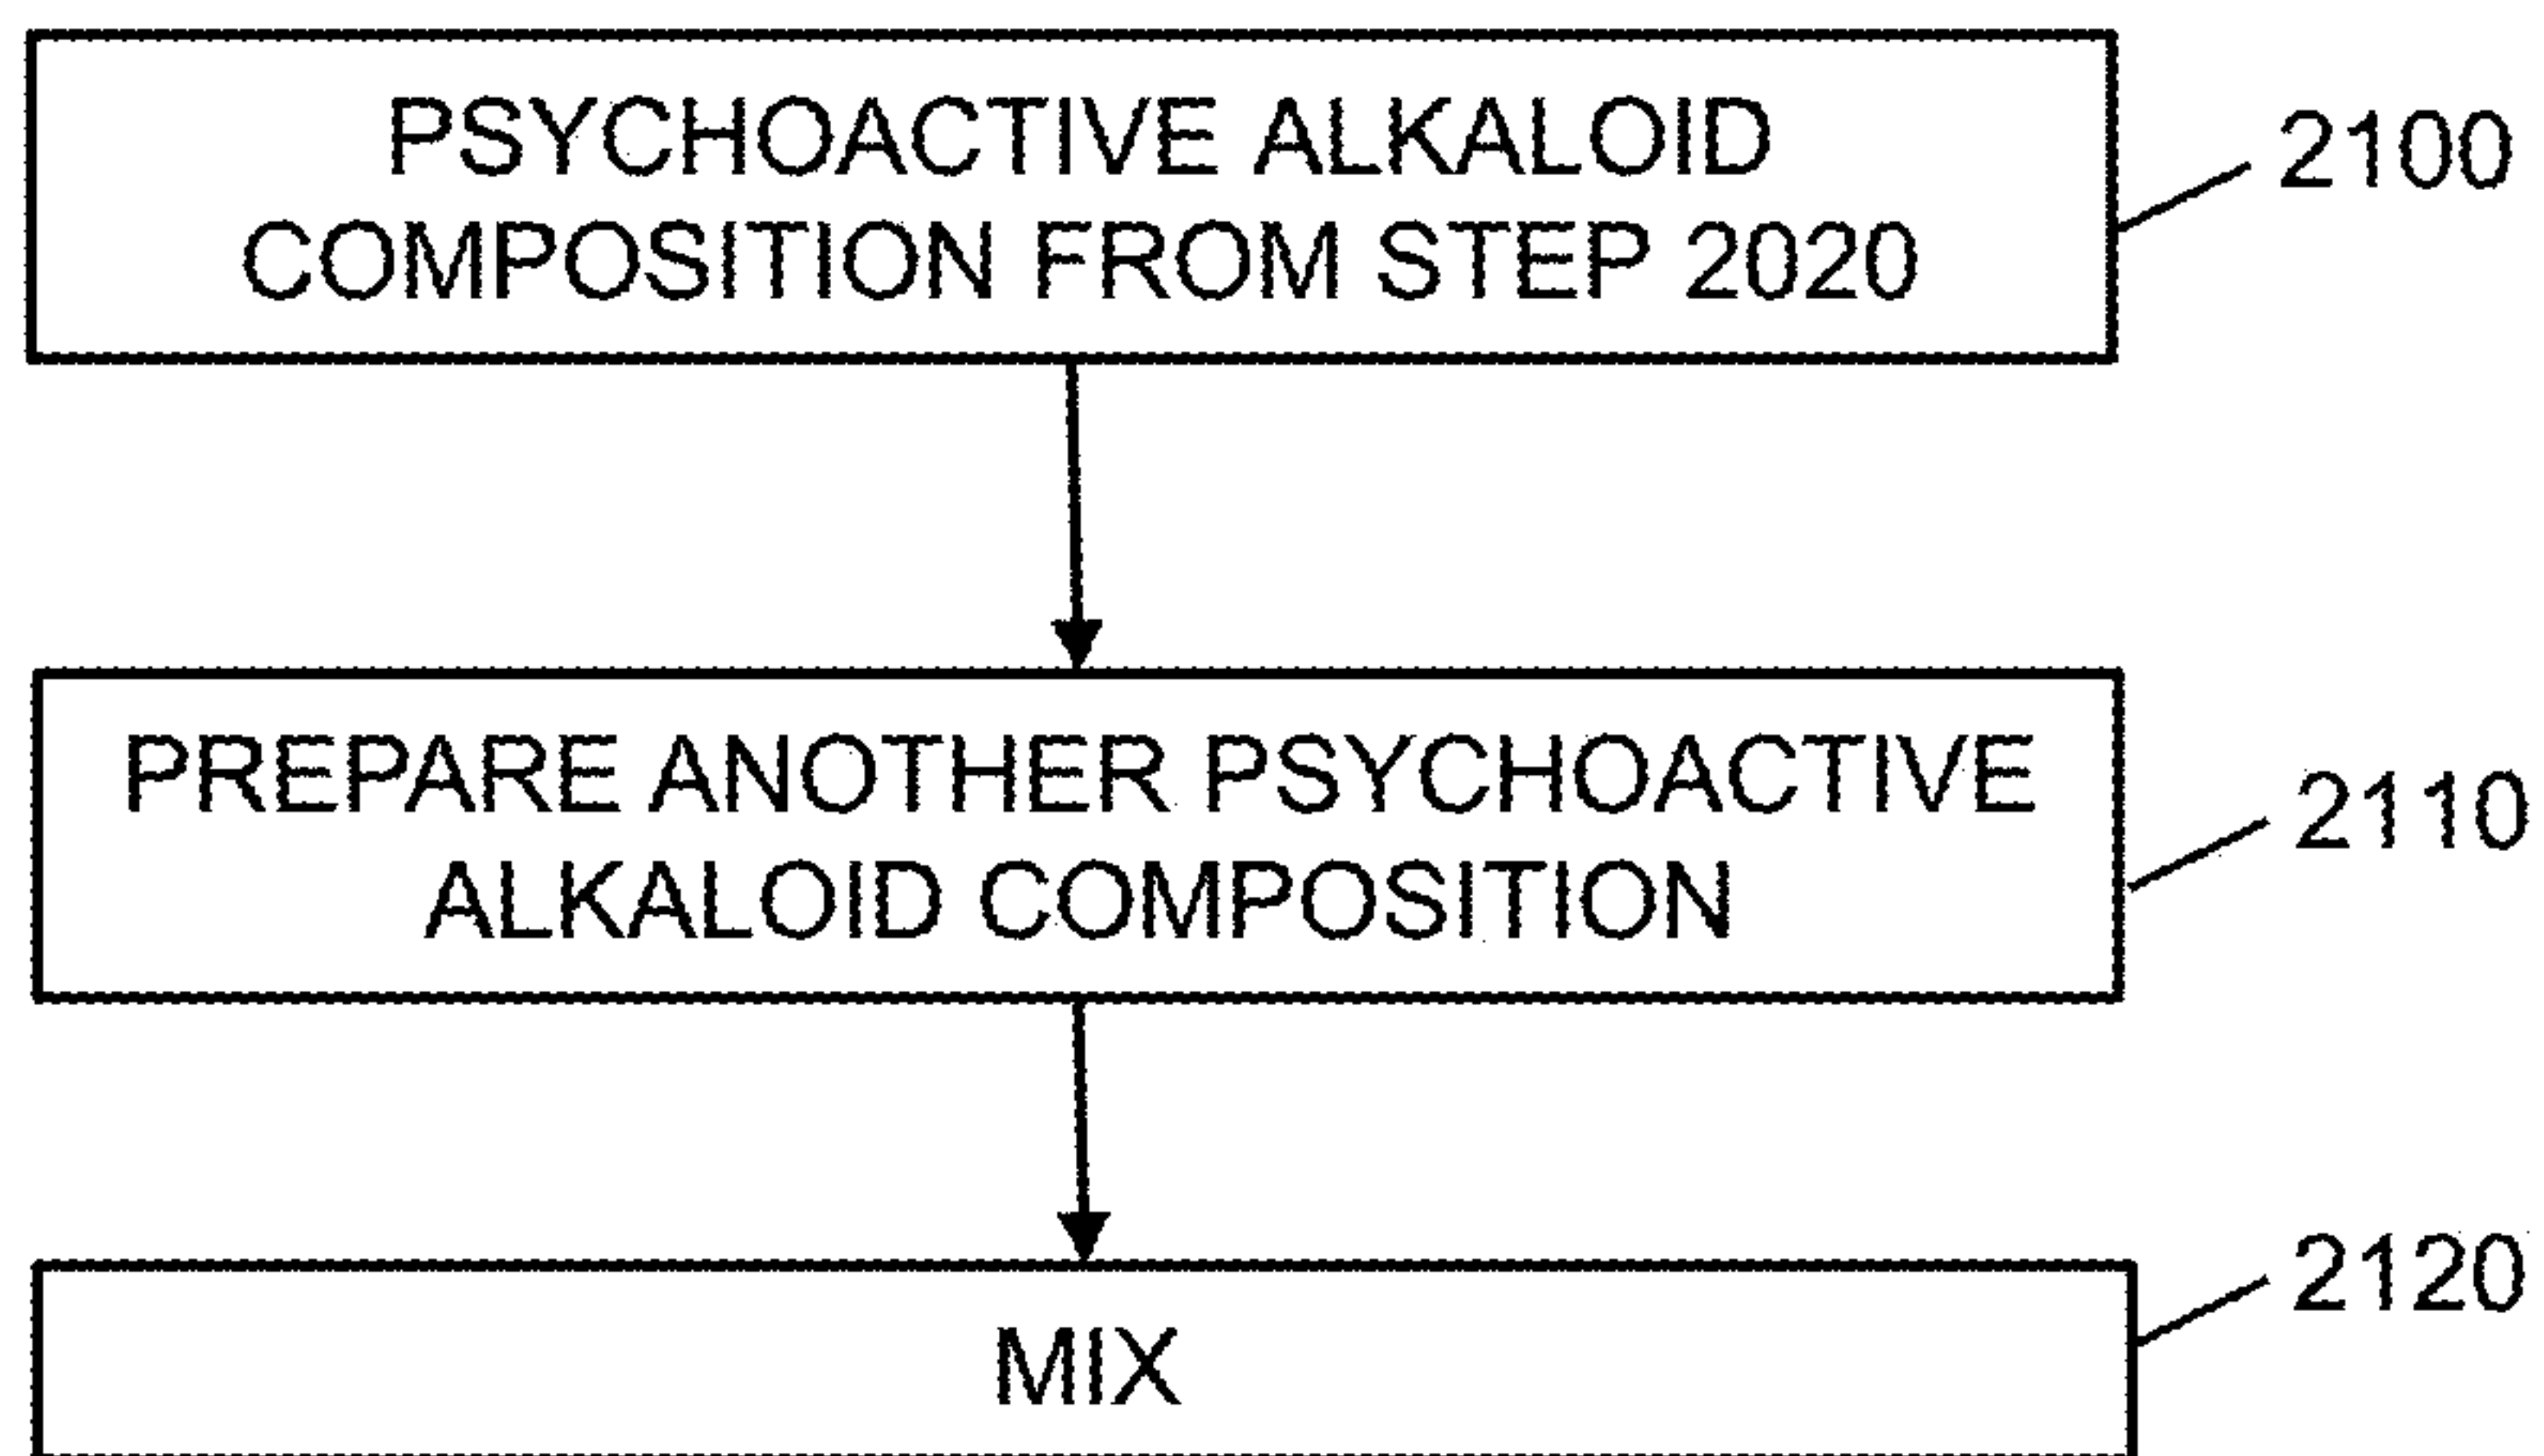 PSYCHOACTIVE ALKALOID
COMPOSITION FROM STEP 2020
2100
PREPARE ANOTHER PSYCHOACTIVE
ALKALOID COMPOSITION
2110
2120
MIX